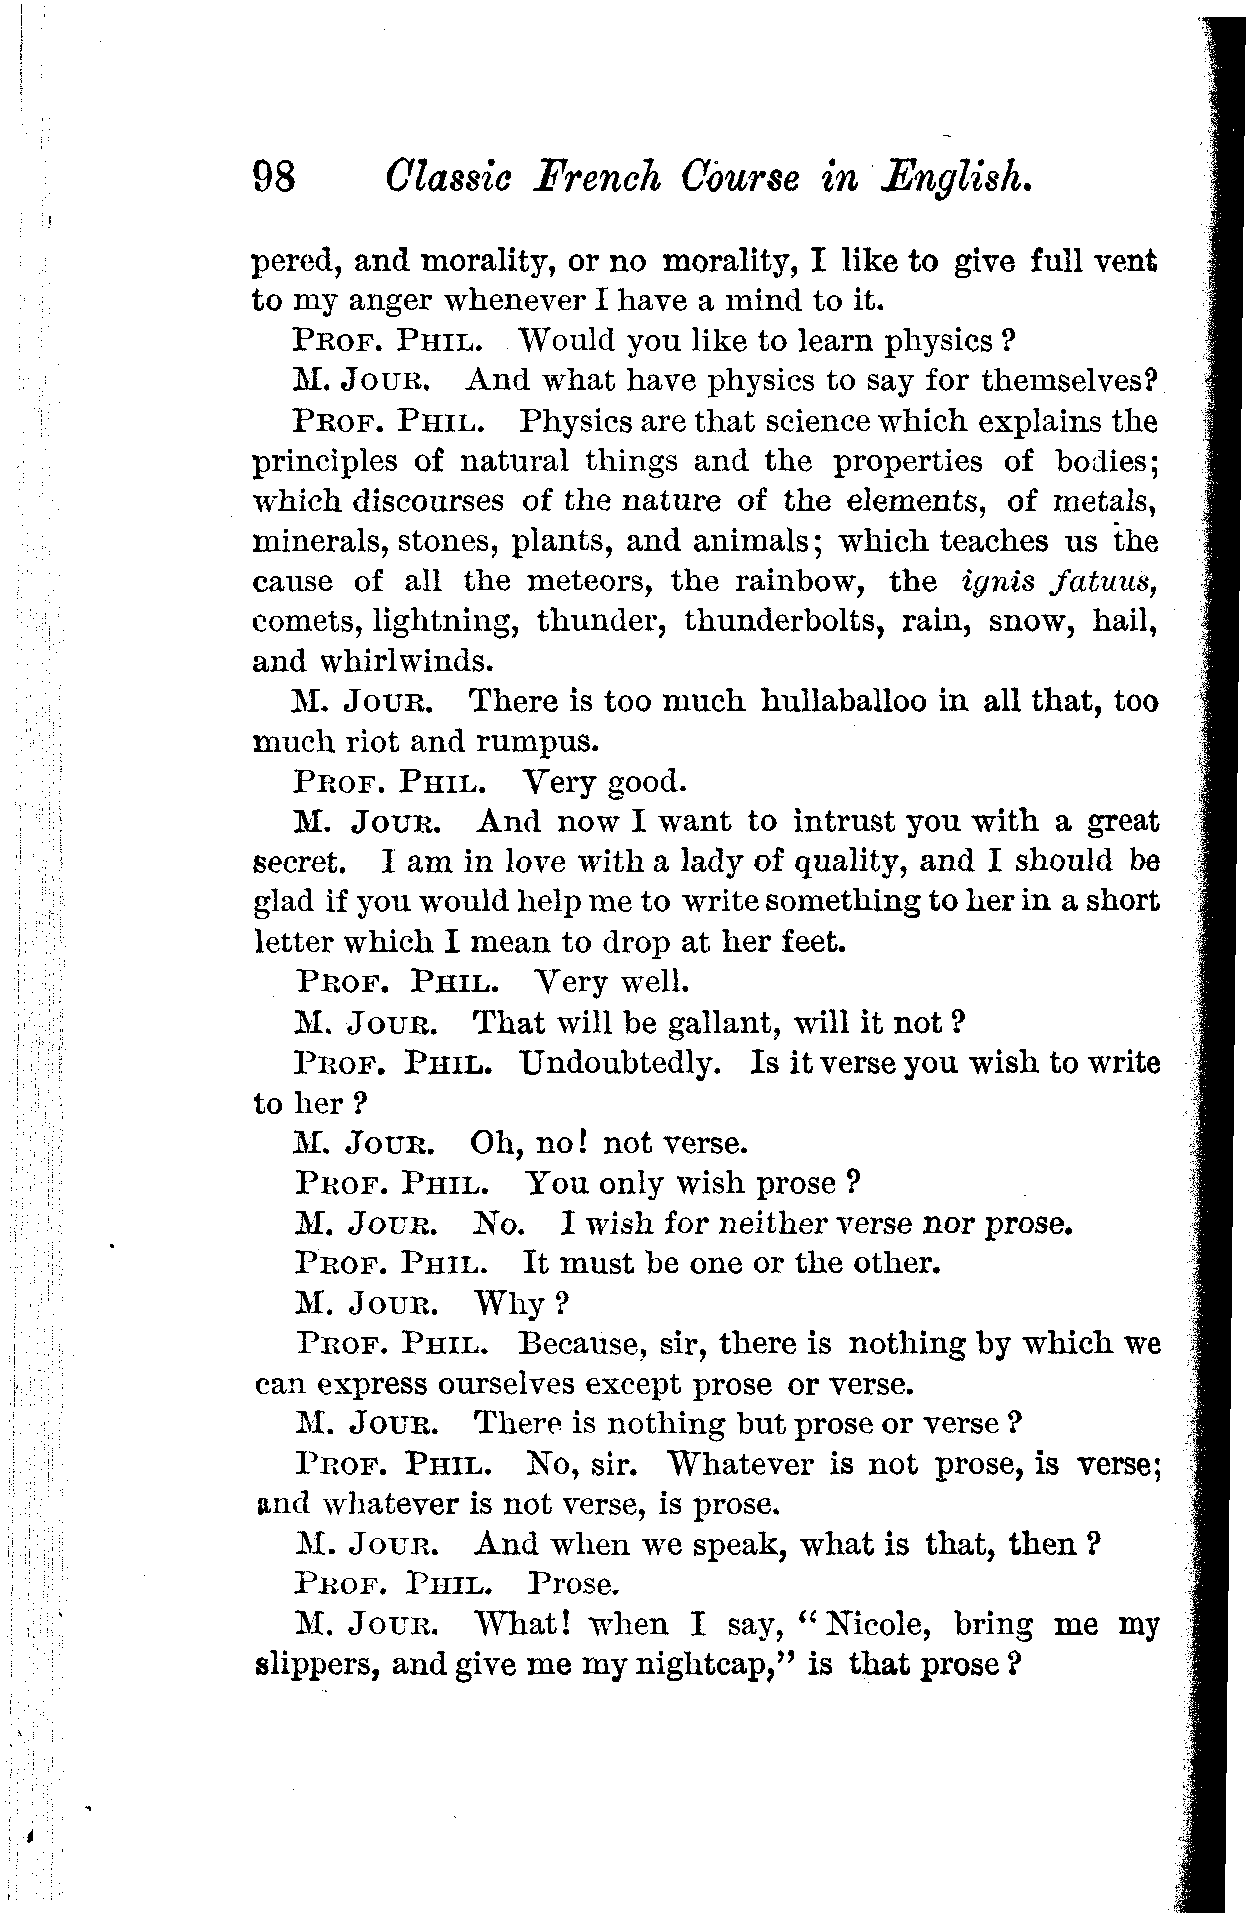 98 Classic French Course in English.
pered, and morality, or no morality, I like to give full vent
to my anger whenever I have a mind to it.
PROF. PHIL. Would you like to learn physics?
M. JOUR. And what have physics to say for themselves?
PROF. PHIL. Physics are that science which explains the
principles of natural things and the properties of bodies;
which discourses of the nature of the elements, of metals,
minerals, stones, plants, and animals; which teaches us the
cause of all the meteors, the rainbow, the ignis fatuus,
comets, lightning, thunder, thunderbolts, rain, snow, hail,
and whirlwinds.
M. JOUR. There is too much hullaballoo in all that, too
much riot and rumpus.
PROF. PHIL. Very good.
M. JOUR. And now I want to intrust you with a great
secret. I am in love with a lady of quality, and I should be
glad if you would help me to write something to her in a short
letter which I mean to drop at her feet.
PROF. PHIL. Very well.
M. JOUR. That will be gallant, will it not?
PROF. PHIL. Undoubtedly. Is it verse you wish to write
to her?
M. JOUR. Oh, no! not verse.
PROF. PHIL. You only wish prose?
M. JOUR. No. I wish for neither verse nor prose.
PROF. PHIL. It must be one or the other.
M. JOUR. Why?
PROF. PHIL. Because, sir, there is nothing by which we
can express ourselves except prose or verse.
M. JOUR. There is nothing but prose or verse?
PROF. PHIL. No, sir. Whatever is not prose, is verse;
and whatever is not verse, is prose.
M. JOUR. And when we speak, what is that, then?
PROF. PHIL. Prose.
M. JOUR. What! when I say, "Nicole, bring me my
slippers, and give me my nightcap," is that prose?